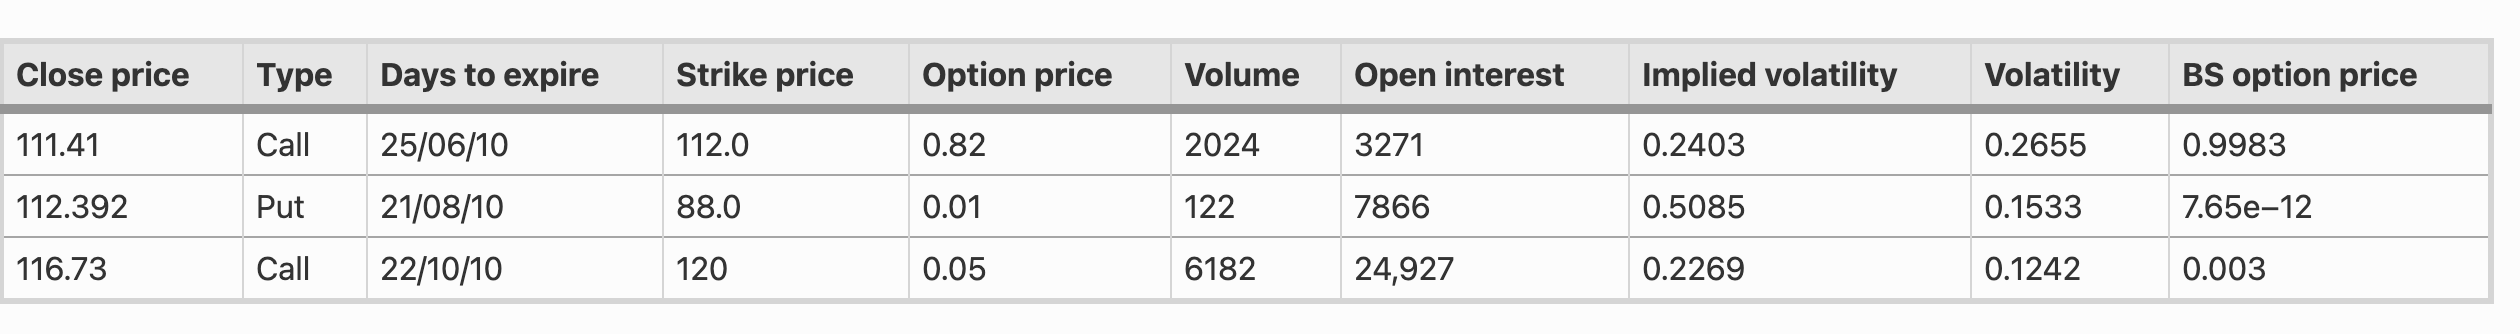 Close price Type Days to expire Strike price Option price Volume Open interest Implied volatility Volatility BS option price
111.41 Call 25/06/10 112.0 0.82 2024 3271 0.2403 0.2655 0.9983
112.392 Put 21/08/10 88.0 0.01 122 7866 0.5085 0.1533 7.65e–12
116.73 Call 22/10/10 120 0.05 6182 24,927 0.2269 0.1242 0.003